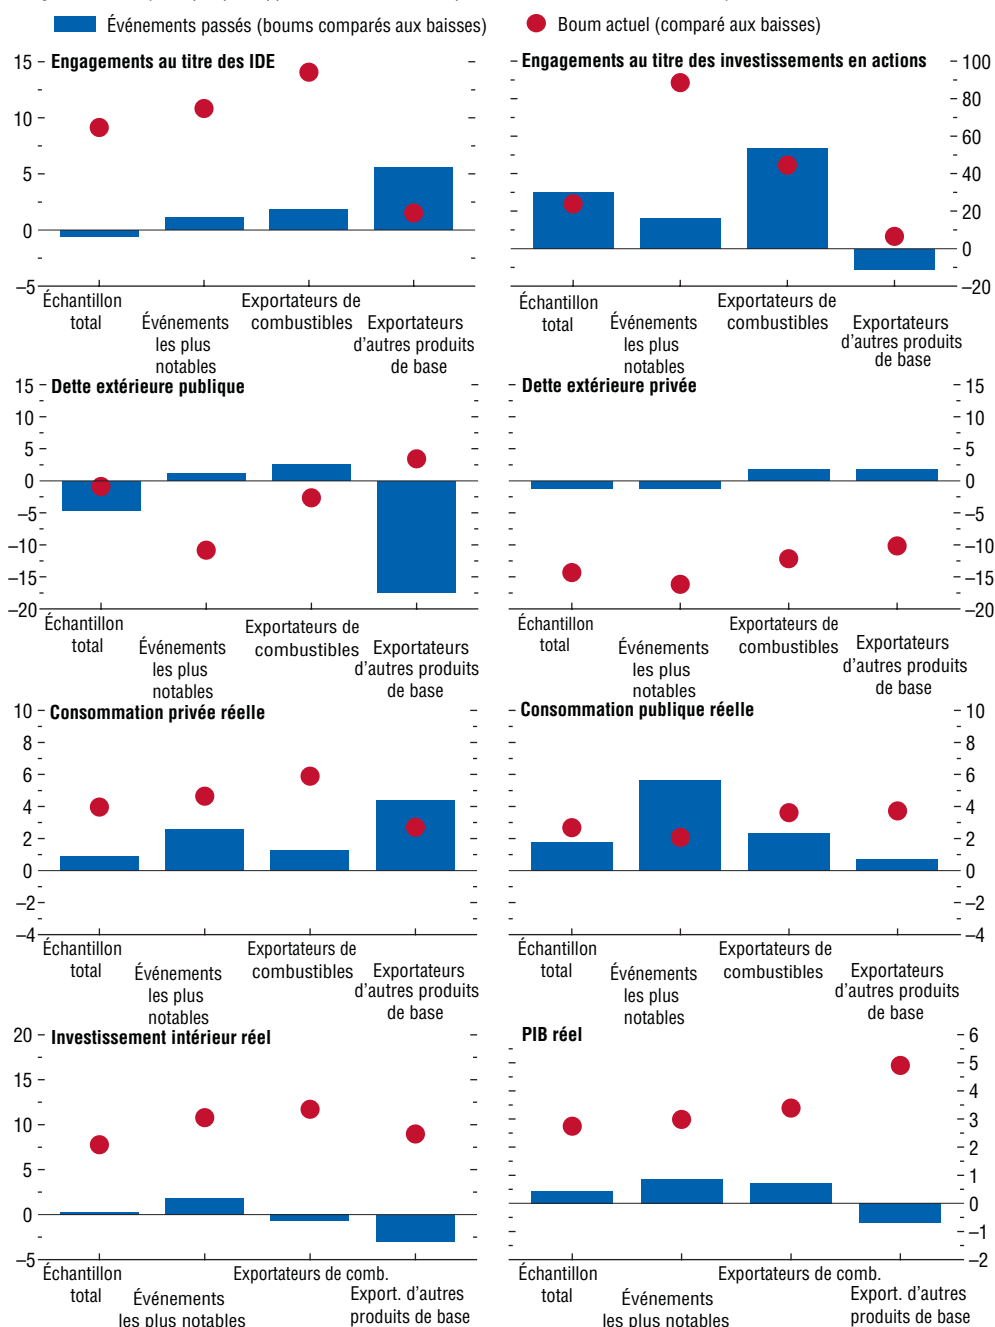 Événements passés (boums comparés aux baisses)
Boum actuel (comparé aux baisses)
Engagements au titre des IDE
15
10
5
0
–5
Échantillon
total
Événements
les plus
notables
Exportateurs de
combustibles
Exportateurs
d'autres produits
de base
Engagements au titre des investissements en actions
100
80
60
40
20
0
–20
Échantillon
total
Événements
les plus
notables
Exportateurs de
combustibles
Exportateurs
d'autres produits
de base
Dette extérieure publique
15
10
5
0
–5
–10
–15
–20
Échantillon
total
Événements
les plus
notables
Exportateurs de
combustibles
Exportateurs
d'autres produits
de base
Dette extérieure privée
15
10
5
0
–5
–10
–15
–20
Échantillon
total
Événements
les plus
notables
Exportateurs de
combustibles
Exportateurs
d'autres produits
de base
Consommation privée réelle
10
8
6
4
2
0
–2
–4
Échantillon
total
Événements
les plus
notables
Exportateurs de
combustibles
Exportateurs
d'autres produits
de base
Consommation publique réelle
10
8
6
4
2
0
–2
–4
Échantillon
total
Événements
les plus
notables
Exportateurs de
combustibles
Exportateurs
d'autres produits
de base
Investissement intérieur réel
20
15
10
5
0
–5
Échantillon
total
Événements
les plus notables
Exportateurs de comb.
Export. d'autres
produits de base
PIB réel
6
5
4
3
2
1
0
–1
–2
Échantillon
total
Événements
les plus notables
Exportateurs de comb.
Export. d'autres
produits de base